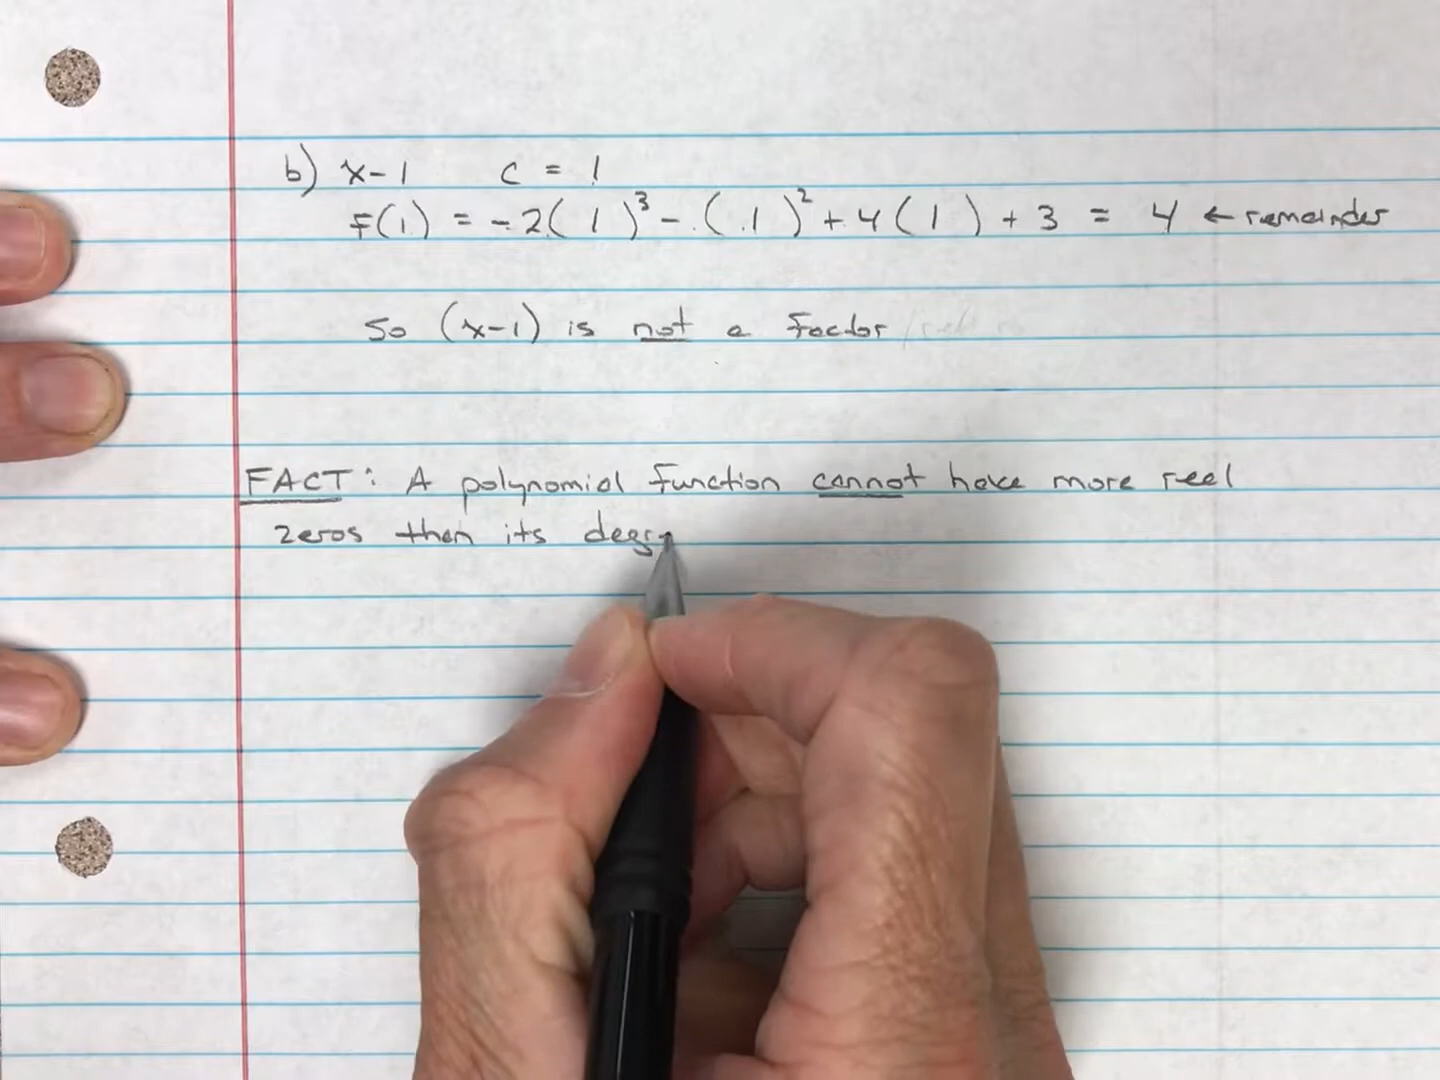 b) x-1 c = 1
F(1) = -2(1)³ - (1)² + 4(1) + 3 = 4 ← remainder
So (x-1) is not a factor
FACT: A polynomial function cannot have more real
zeros than its degre